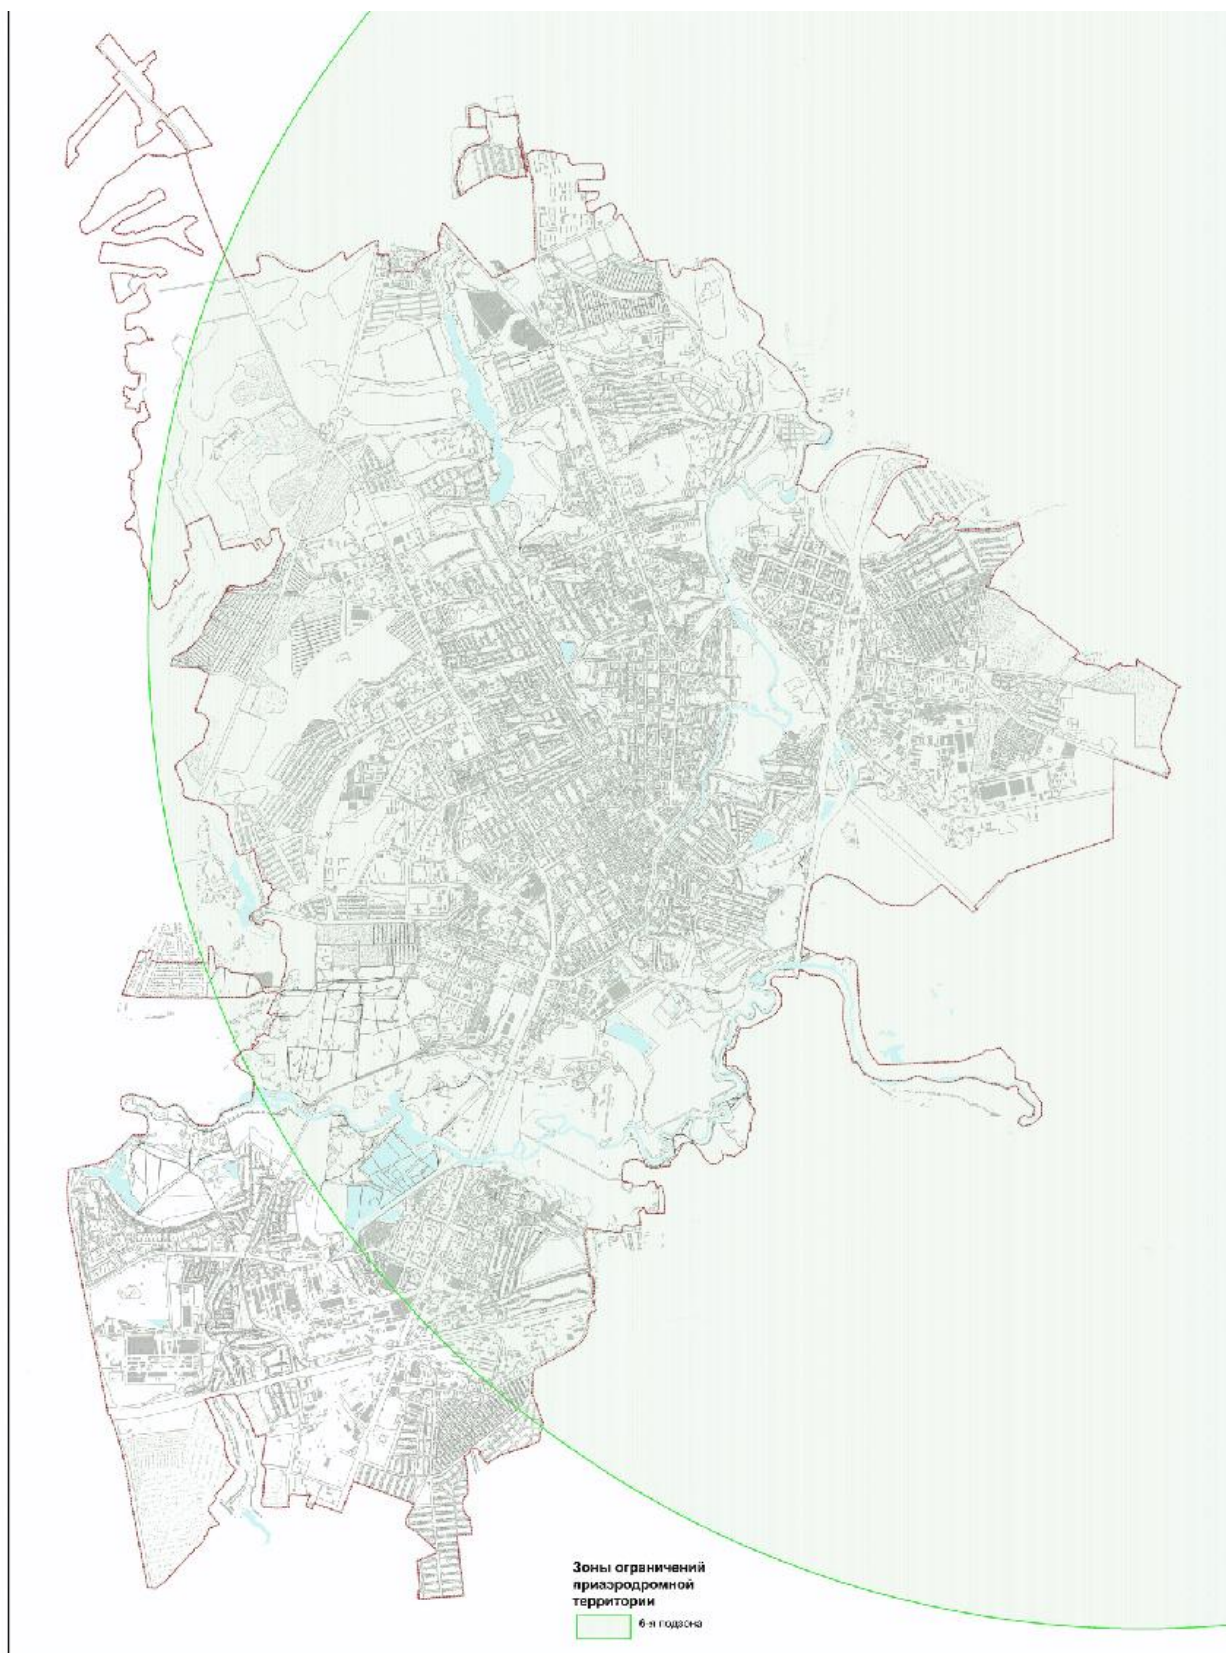 Зоны ограничений
приаэродромной
территории
6-я подзона